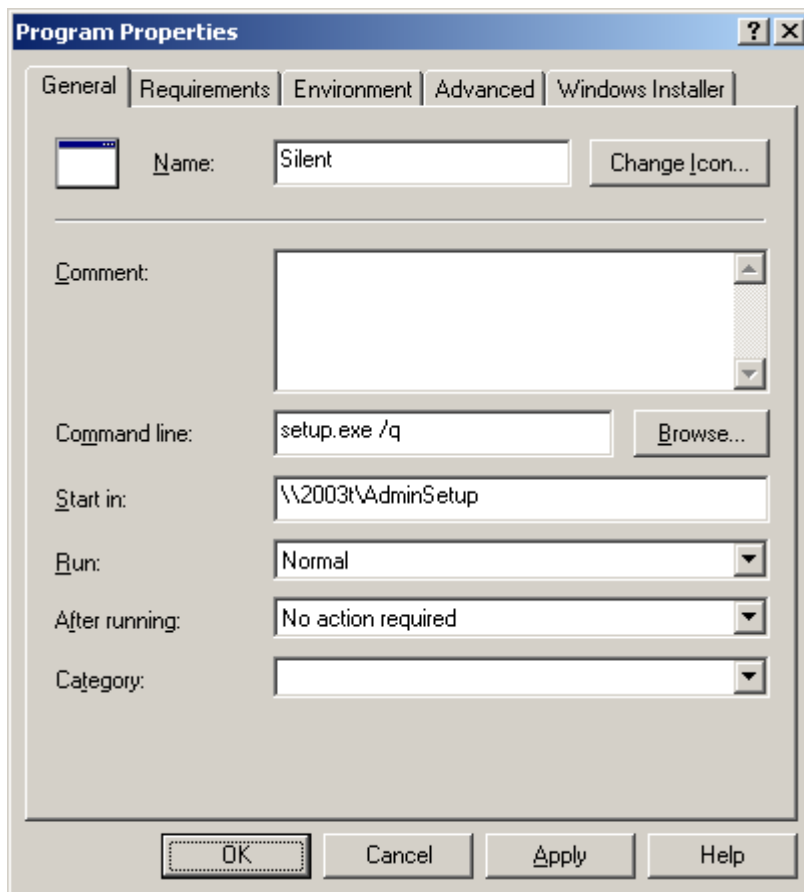 Program Properties
General Requirements Environment Advanced Windows Installer
Name: Silent Change Icon...
Comment:
Command line: setup.exe /q Browse...
Start in: \\2003t\AdminSetup
Run: Normal
After running: No action required
Category:
OK Cancel Apply Help